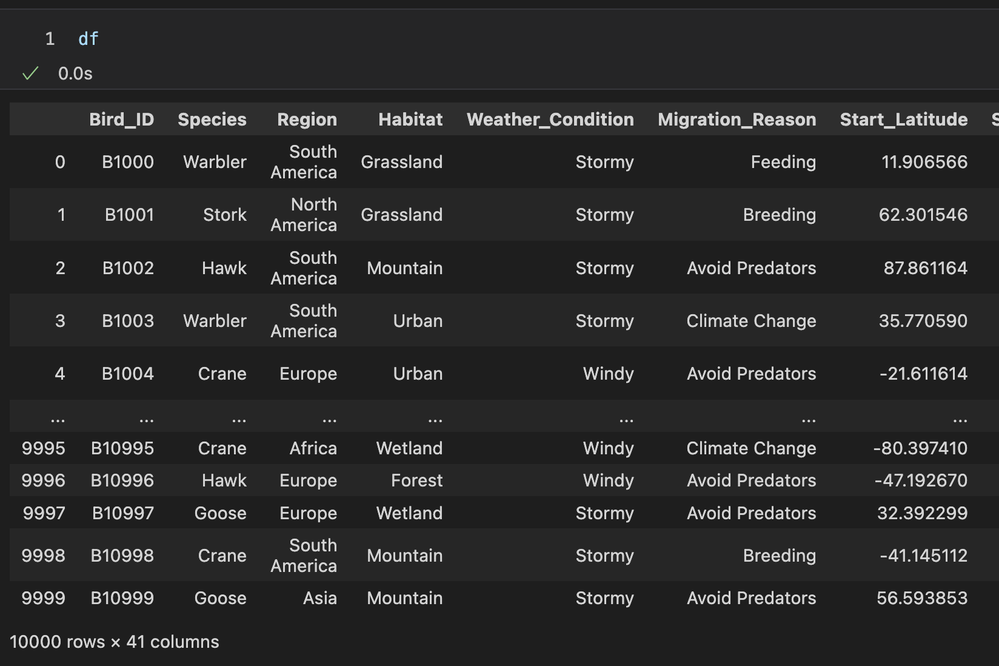 1 df
0.0s
Bird_ID Species Region Habitat Weather_Condition Migration_Reason Start_Latitude S
0 B1000 Warbler South America Grassland Stormy Feeding 11.906566
1 B1001 Stork North America Grassland Stormy Breeding 62.301546
2 B1002 Hawk South America Mountain Stormy Avoid Predators 87.861164
3 B1003 Warbler South America Urban Stormy Climate Change 35.770590
4 B1004 Crane Europe Urban Windy Avoid Predators -21.611614
... ... ... ... ... ... ... ...
9995 B10995 Crane Africa Wetland Windy Climate Change -80.397410
9996 B10996 Hawk Europe Forest Windy Avoid Predators -47.192670
9997 B10997 Goose Europe Wetland Stormy Avoid Predators 32.392299
9998 B10998 Crane South America Mountain Stormy Breeding -41.145112
9999 B10999 Goose Asia Mountain Stormy Avoid Predators 56.593853
10000 rows × 41 columns